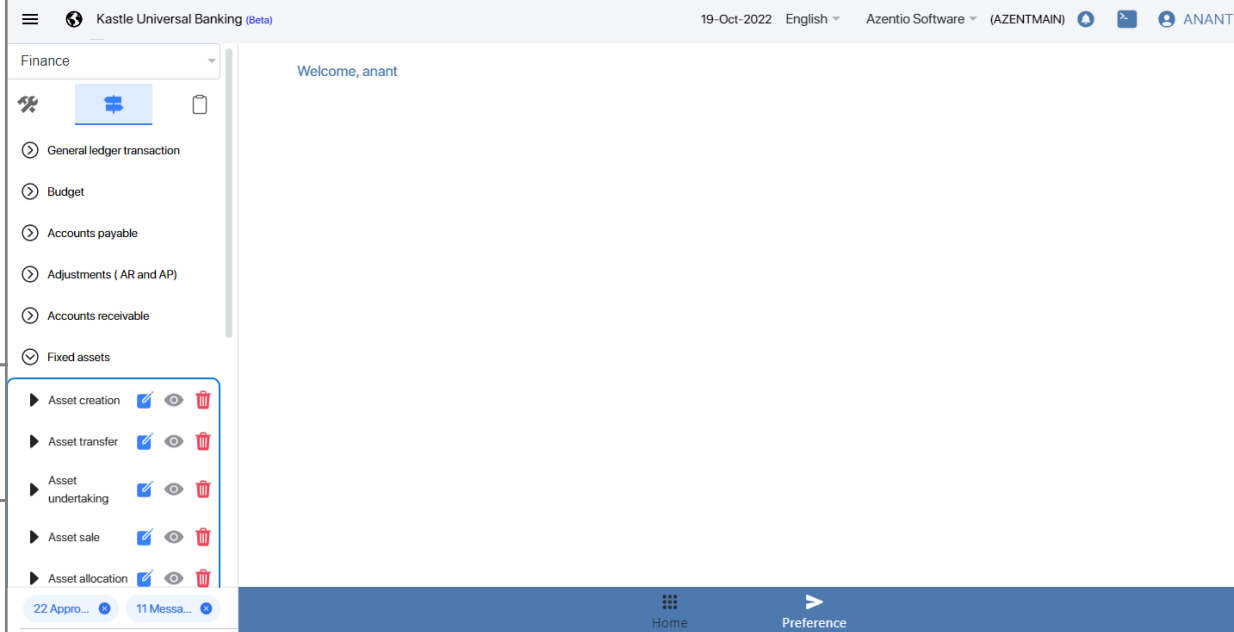 Kastle Universal Banking (Beta)
19-Oct-2022 English Azentio Software (AZENTMAIN) ANANT
Finance
Welcome, anant
General ledger transaction
Budget
Accounts payable
Adjustments ( AR and AP)
Accounts receivable
Fixed assets
Asset creation
Asset transfer
Asset
undertaking
Asset sale
Asset allocation
22 Appro... 11 Messa...
Home Preference